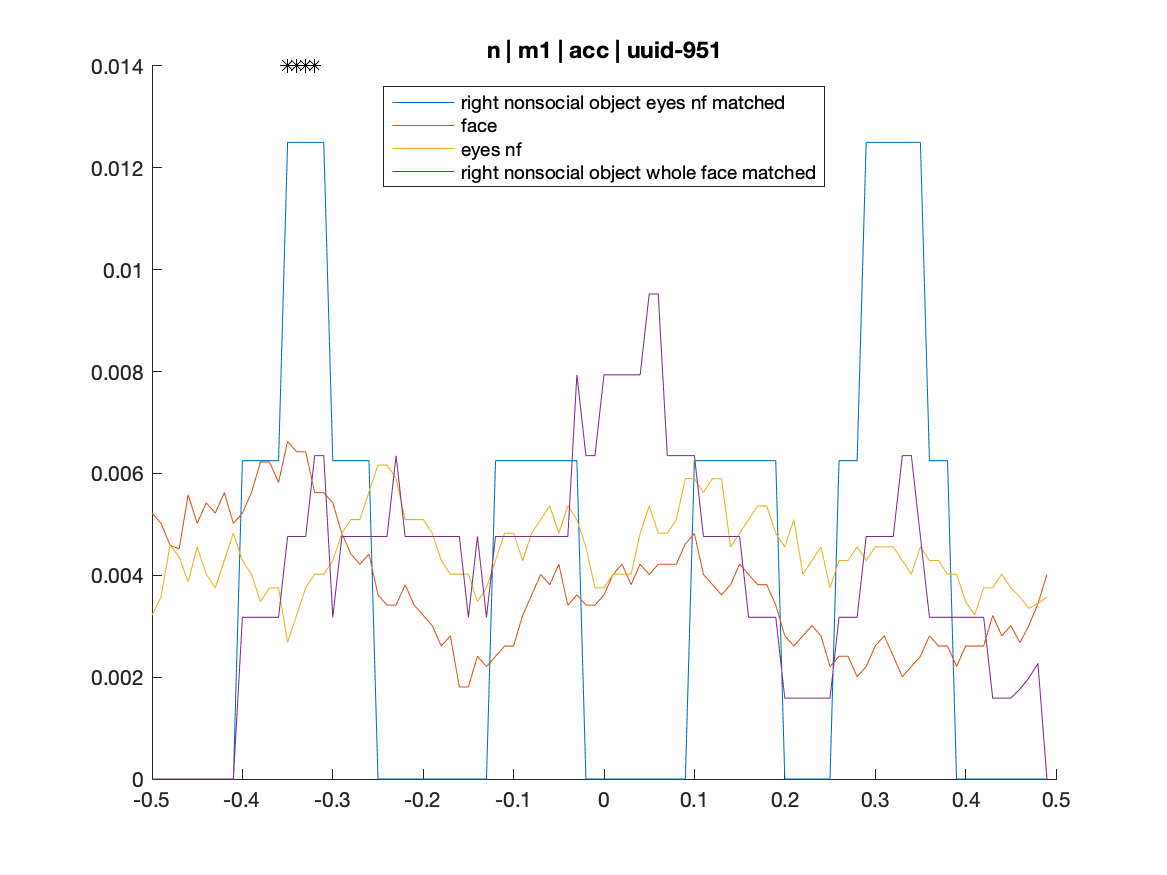 n | m1 | acc | uuid-951
right nonsocial object eyes nf matched
face
eyes nf
right nonsocial object whole face matched
0.014
0.012
0.01
0.008
0.006
0.004
0.002
0
-0.5 -0.4 -0.3 -0.2 -0.1 0 0.1 0.2 0.3 0.4 0.5